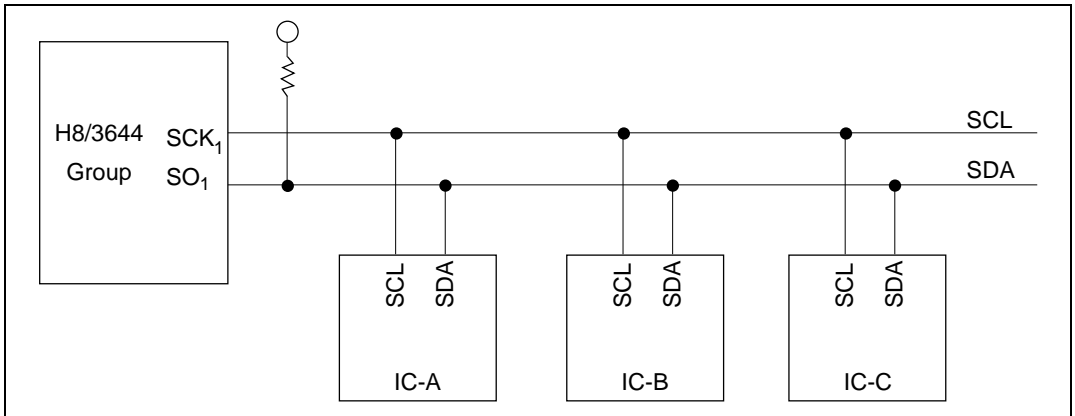 H8/3644
Group
SCK₁
SO₁
SCL
SDA
SCL
SDA
IC-A
SCL
SDA
IC-B
SCL
SDA
IC-C